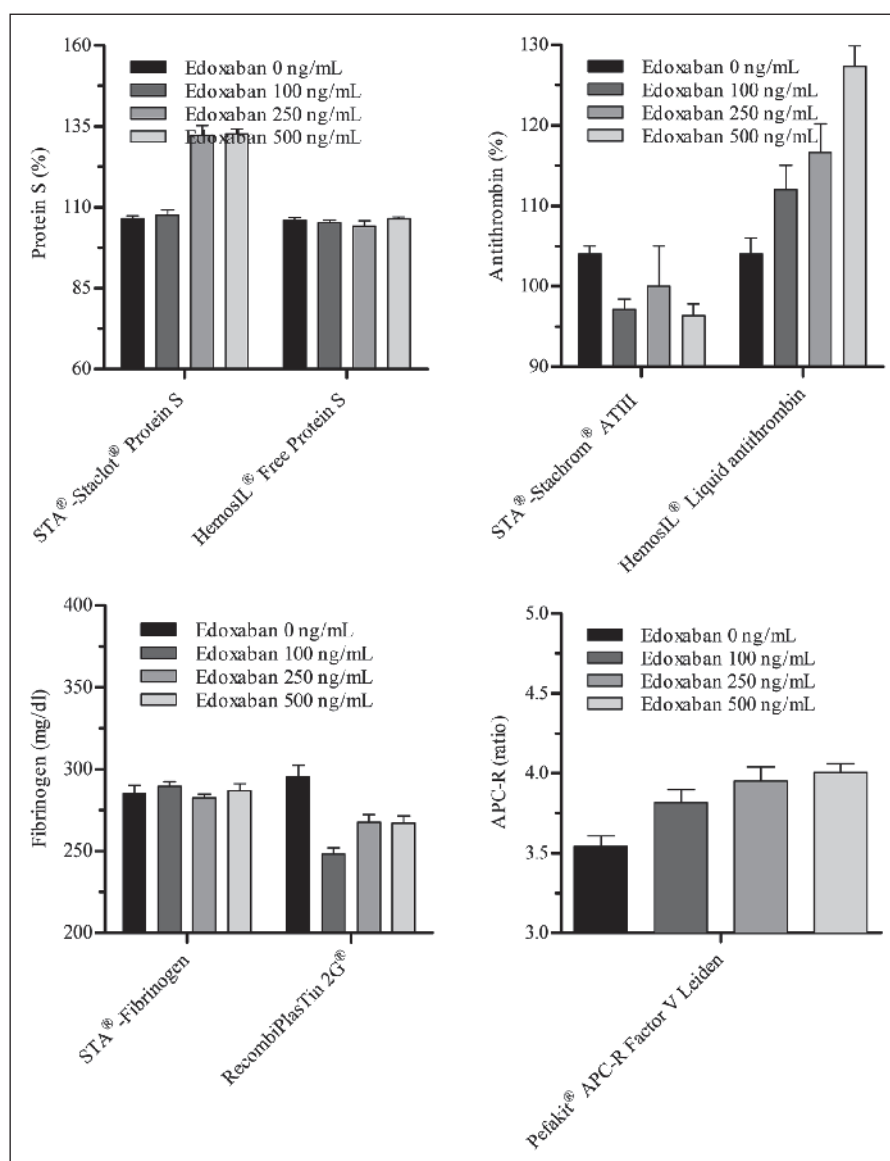 160
135
110
85
60
Protein S (%)
Edoxaban 0 ng/mL
Edoxaban 100 ng/mL
Edoxaban 250 ng/mL
Edoxaban 500 ng/mL
STA®-Staclot® Protein S
HemosIL® Free Protein S
130
120
110
100
90
Antithrombin (%)
Edoxaban 0 ng/mL
Edoxaban 100 ng/mL
Edoxaban 250 ng/mL
Edoxaban 500 ng/mL
STA®-Stachrom® ATIII
HemosIL® Liquid antithrombin
400
350
300
250
200
Fibrinogen (mg/dl)
Edoxaban 0 ng/mL
Edoxaban 100 ng/mL
Edoxaban 250 ng/mL
Edoxaban 500 ng/mL
STA®-Fibrinogen
RecombiPlasTin 2G®
5.0
4.5
4.0
3.5
3.0
APC-R (ratio)
Edoxaban 0 ng/mL
Edoxaban 100 ng/mL
Edoxaban 250 ng/mL
Edoxaban 500 ng/mL
Pefakit® APC-R Factor V Leiden